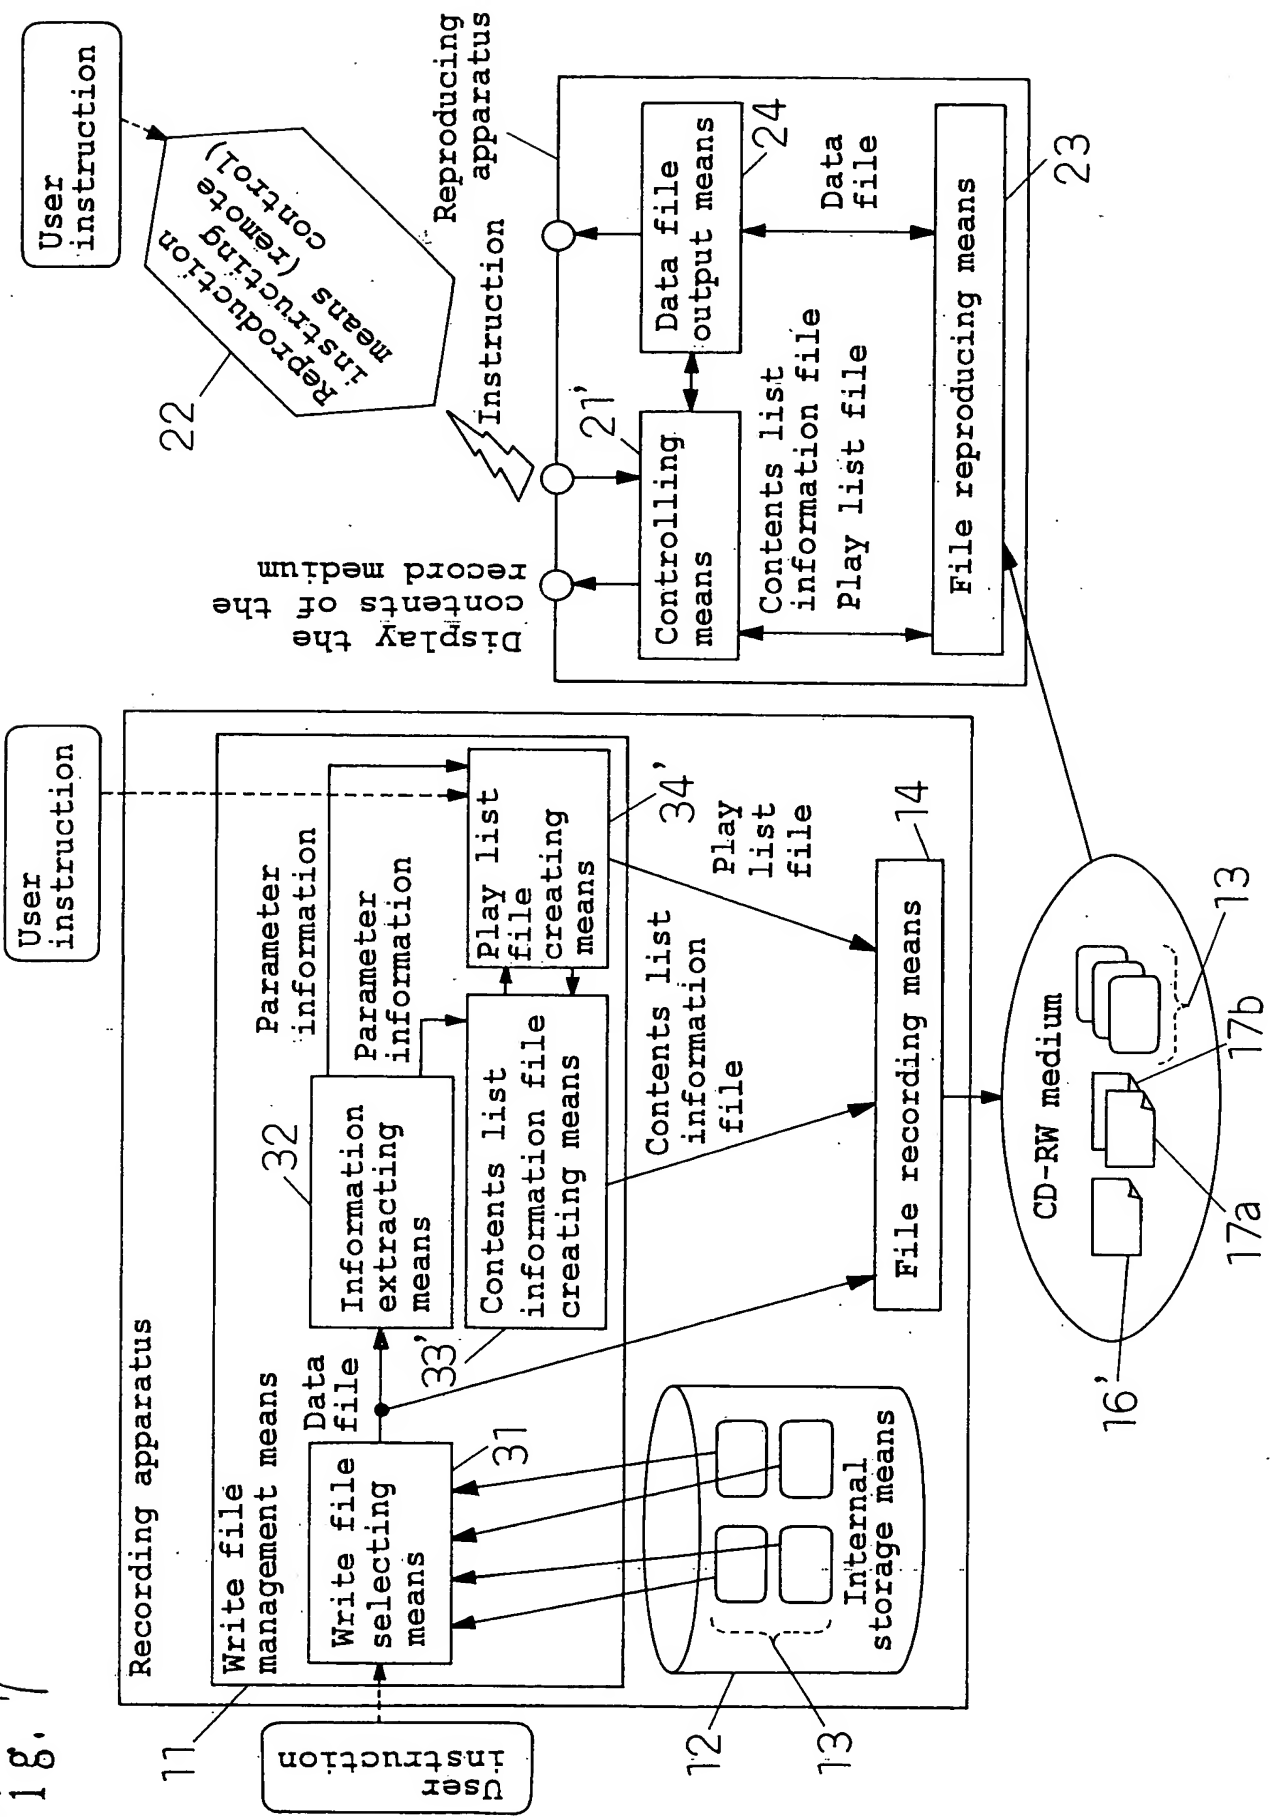 ig. 7
Recording apparatus
Write file
management means
11
User
instruction
Write file
selecting
means
31
Data
file
Information
extracting
means
32
Parameter
information
Parameter
information
User
instruction
Contents list
information file
creating means
33'
Play list
file
creating
means
34'
Play
list
file
Contents list
information
file
File recording means
14
Internal
storage means
12
13
CD-RW medium
16'
17a
17b
13
User
instruction
Reproduction
instructing
means (remote
control)
22
Instruction
Reproducing
apparatus
Display the
contents of the
record medium
Controlling
means
21'
Data file
output means
24
Contents list
information file
Play list file
Data
file
File reproducing means
23